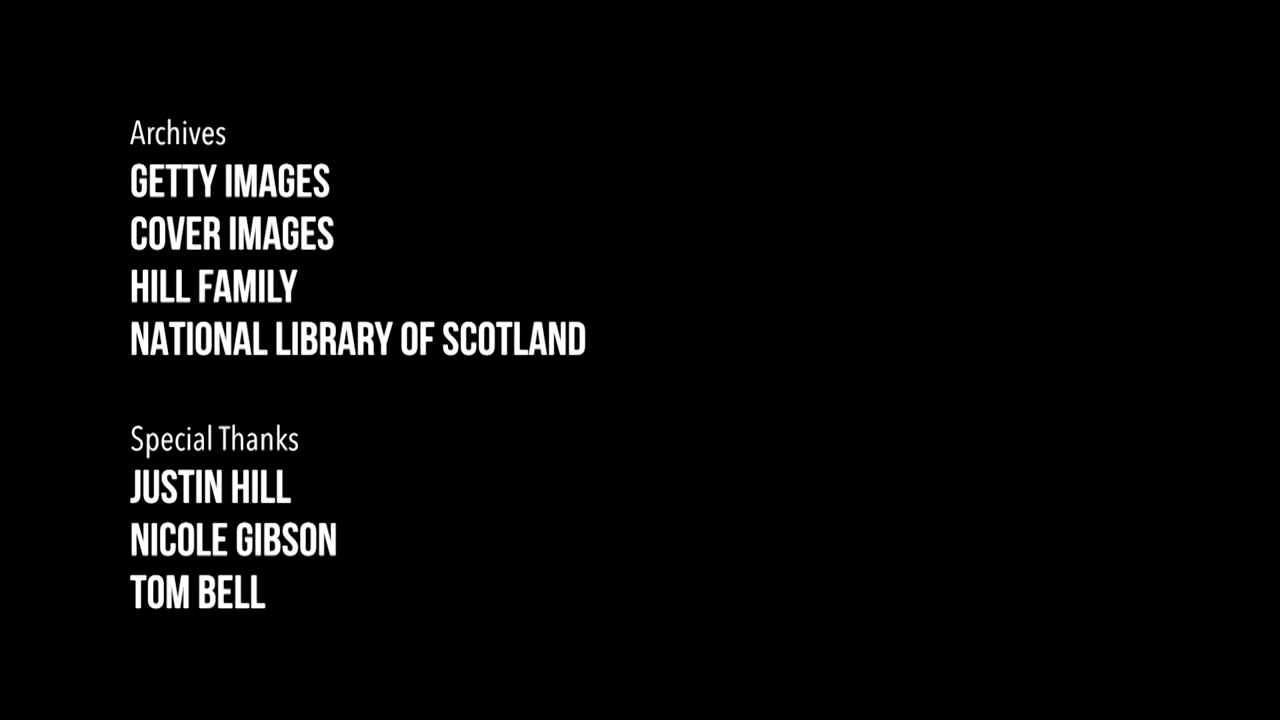 Archives
GETTY IMAGES
COVER IMAGES
HILL FAMILY
NATIONAL LIBRARY OF SCOTLAND
Special Thanks
JUSTIN HILL
NICOLE GIBSON
TOM BELL